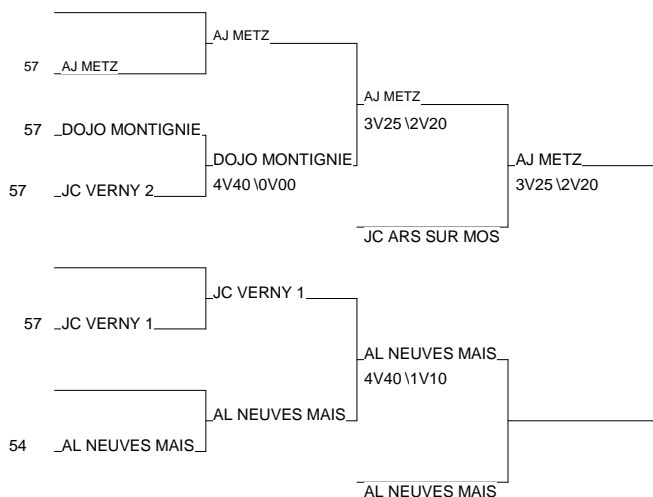 AJ METZ
57 AJ METZ
AJ METZ
3V25 \2V20
57 DOJO MONTIGNIE
DOJO MONTIGNIE
4V40 \0V00
AJ METZ
3V25 \2V20
57 JC VERNY 2
JC ARS SUR MOS
JC VERNY 1
57 JC VERNY 1
AL NEUVES MAIS
4V40 \1V10
AL NEUVES MAIS
54 AL NEUVES MAIS
AL NEUVES MAIS